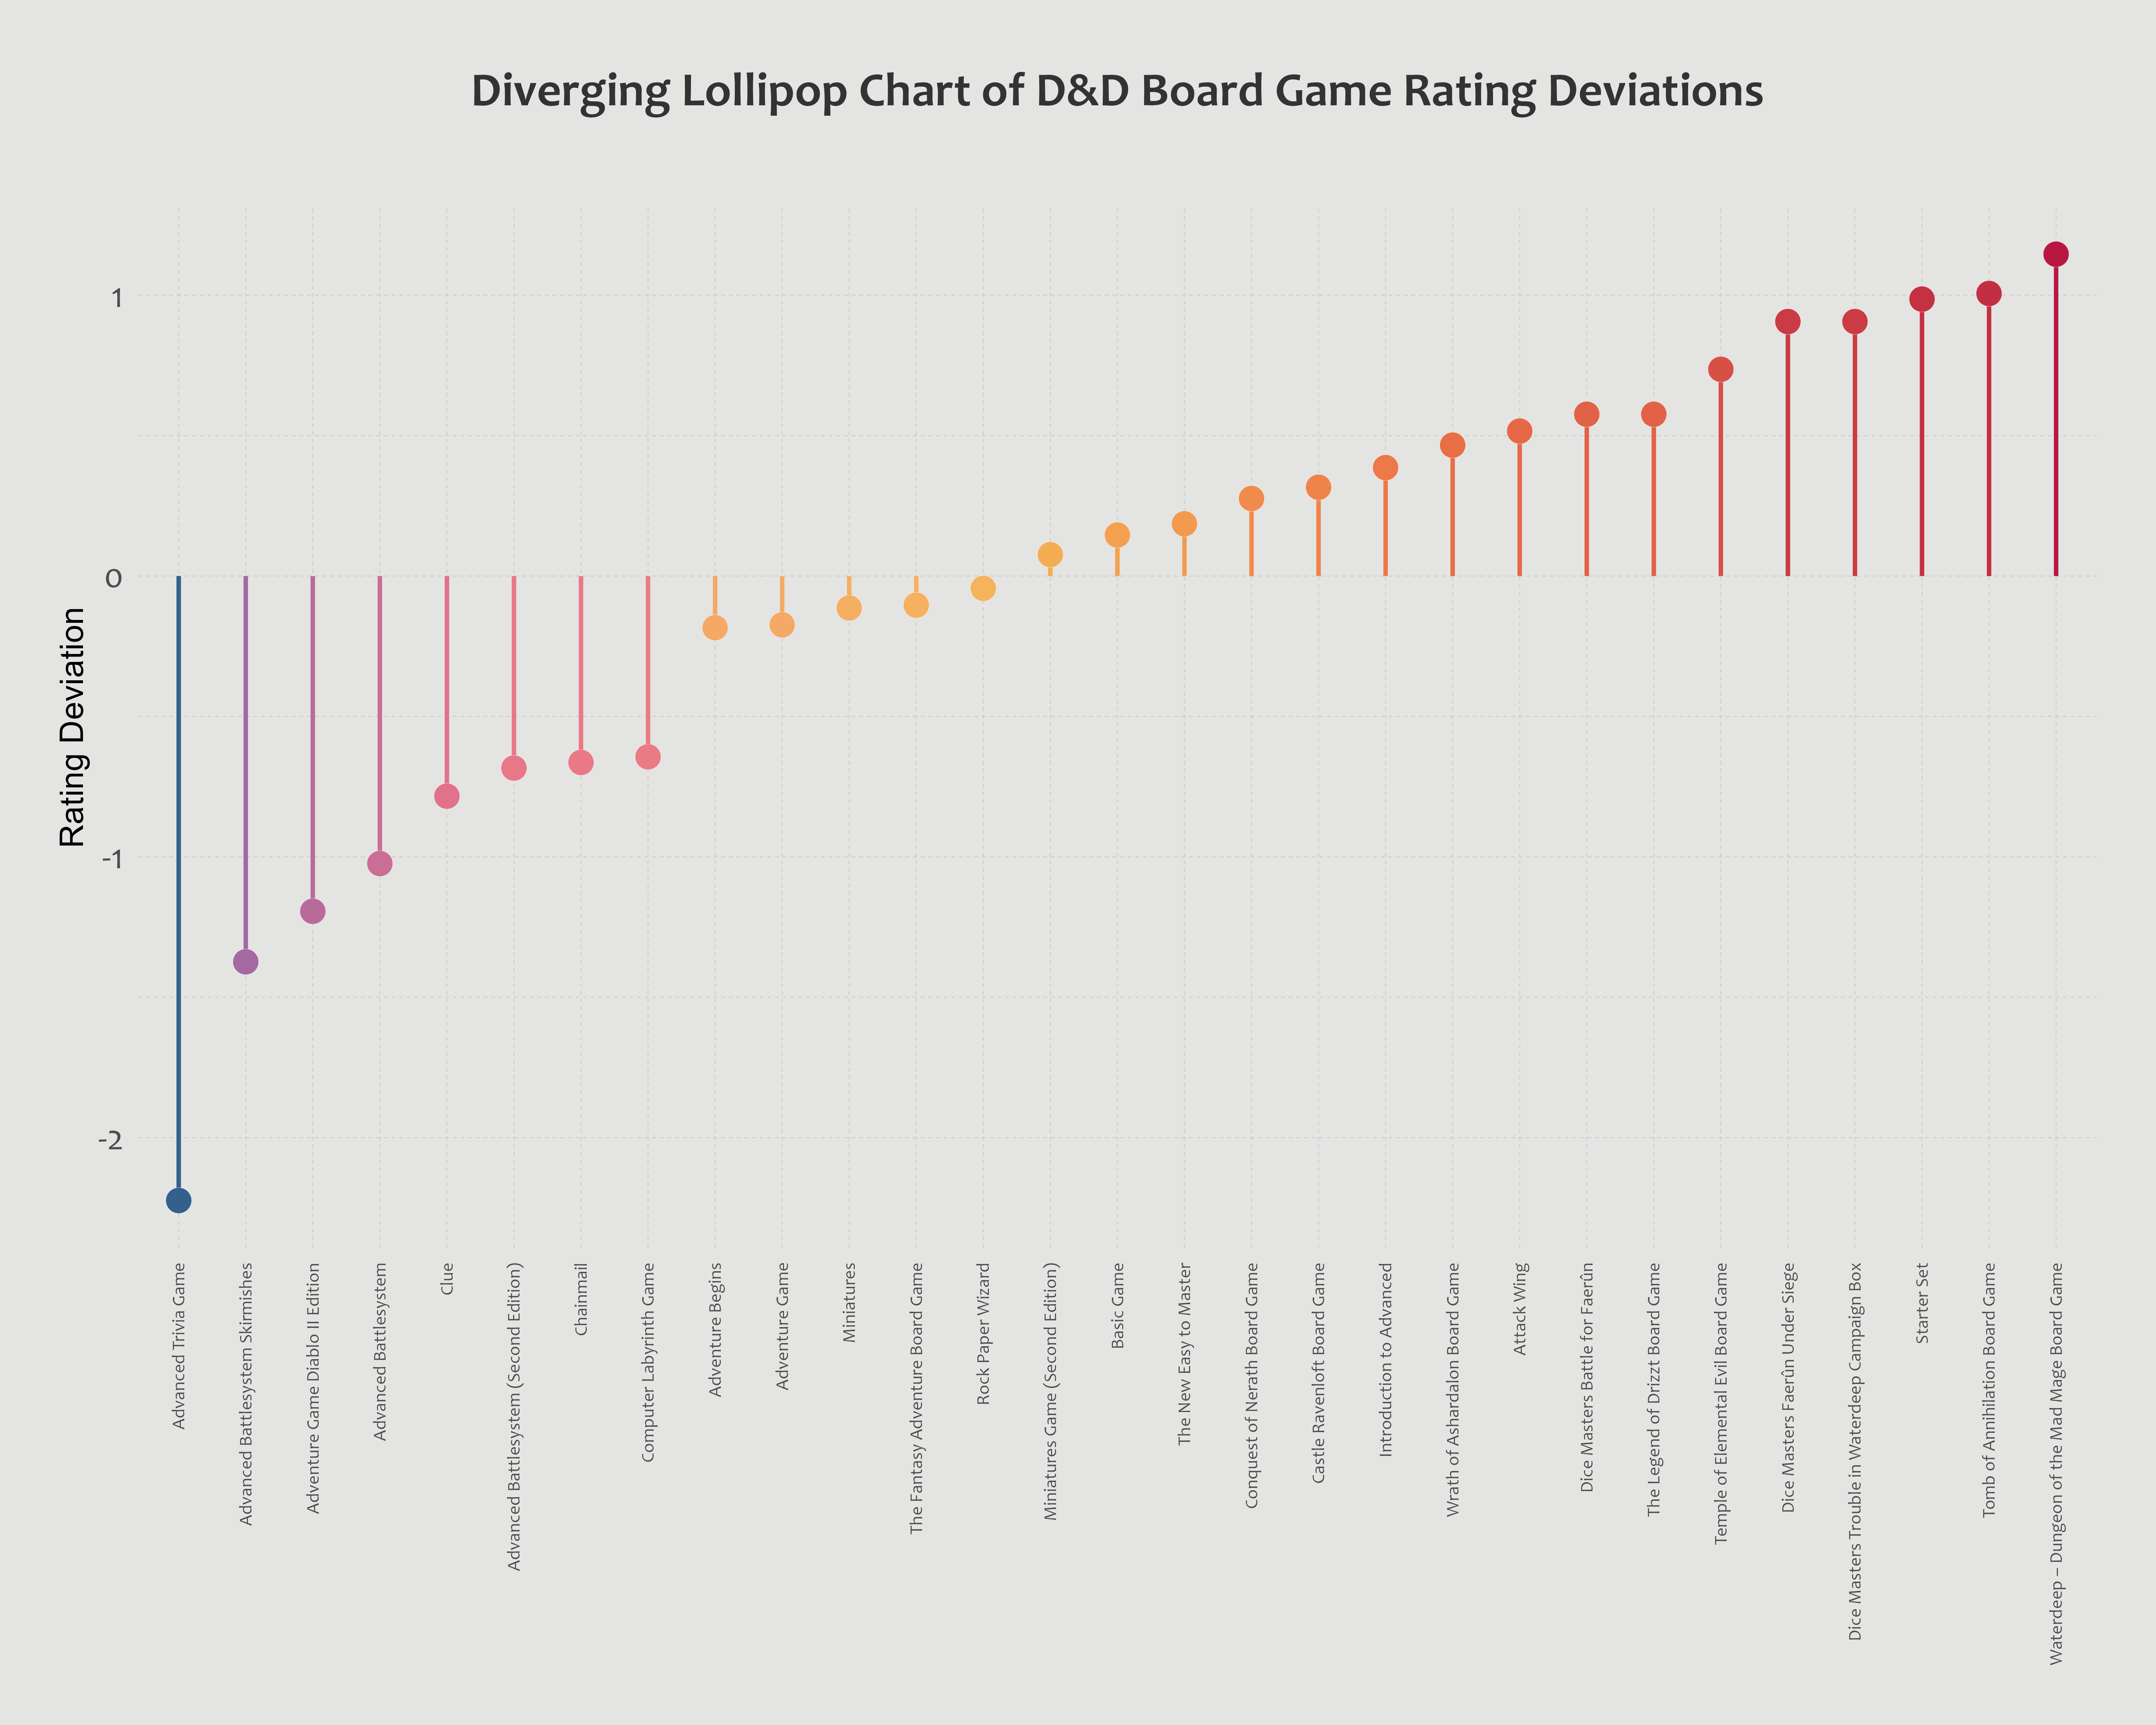 Diverging Lollipop Chart of D&D Board Game Rating Deviations
Rating Deviation
1
0
-1
-2
Advanced Trivia Game
Advanced Battlesystem Skirmishes
Adventure Game Diablo II Edition
Advanced Battlesystem
Clue
Advanced Battlesystem (Second Edition)
Chainmail
Computer Labyrinth Game
Adventure Begins
Adventure Game
Miniatures
The Fantasy Adventure Board Game
Rock Paper Wizard
Miniatures Game (Second Edition)
Basic Game
The New Easy to Master
Conquest of Nerath Board Game
Castle Ravenloft Board Game
Introduction to Advanced
Wrath of Ashardalon Board Game
Attack Wing
Dice Masters Battle for Faerûn
The Legend of Drizzt Board Game
Temple of Elemental Evil Board Game
Dice Masters Faerûn Under Siege
Dice Masters Trouble in Waterdeep Campaign Box
Starter Set
Tomb of Annihilation Board Game
Waterdeep – Dungeon of the Mad Mage Board Game